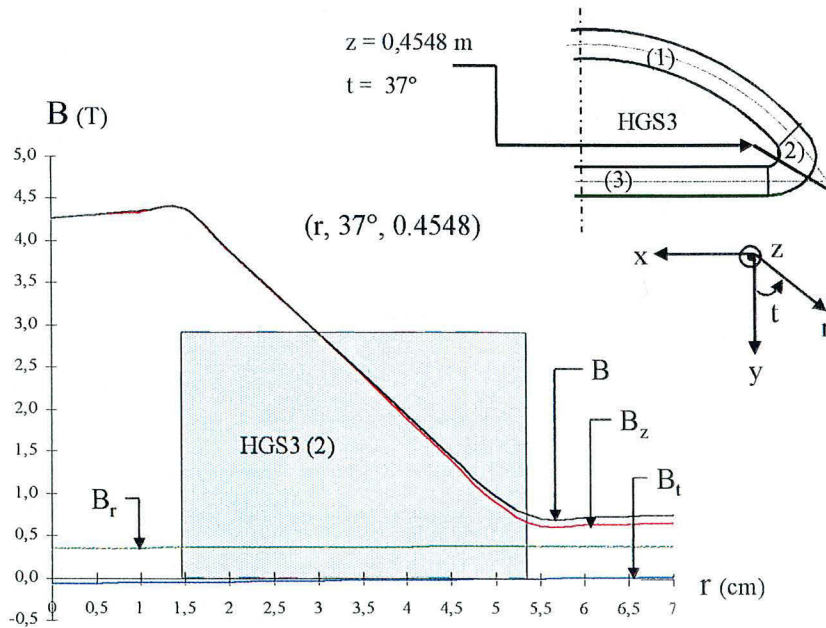 z = 0,4548 m
t = 37°
(1)
HGS3
2)
(3)
B (T)
5,0
4,5
4,0
3,5
3,0
2,5
2,0
1,5
1,0
0,5
0,0
-0,5
(r, 37°, 0.4548)
x
z
t
r
y
B
B_z
B_t
HGS3 (2)
B_r
0 0,5 1 1,5 2 2,5 3 3,5 4 4,5 5 5,5 6 6,5 7
r (cm)